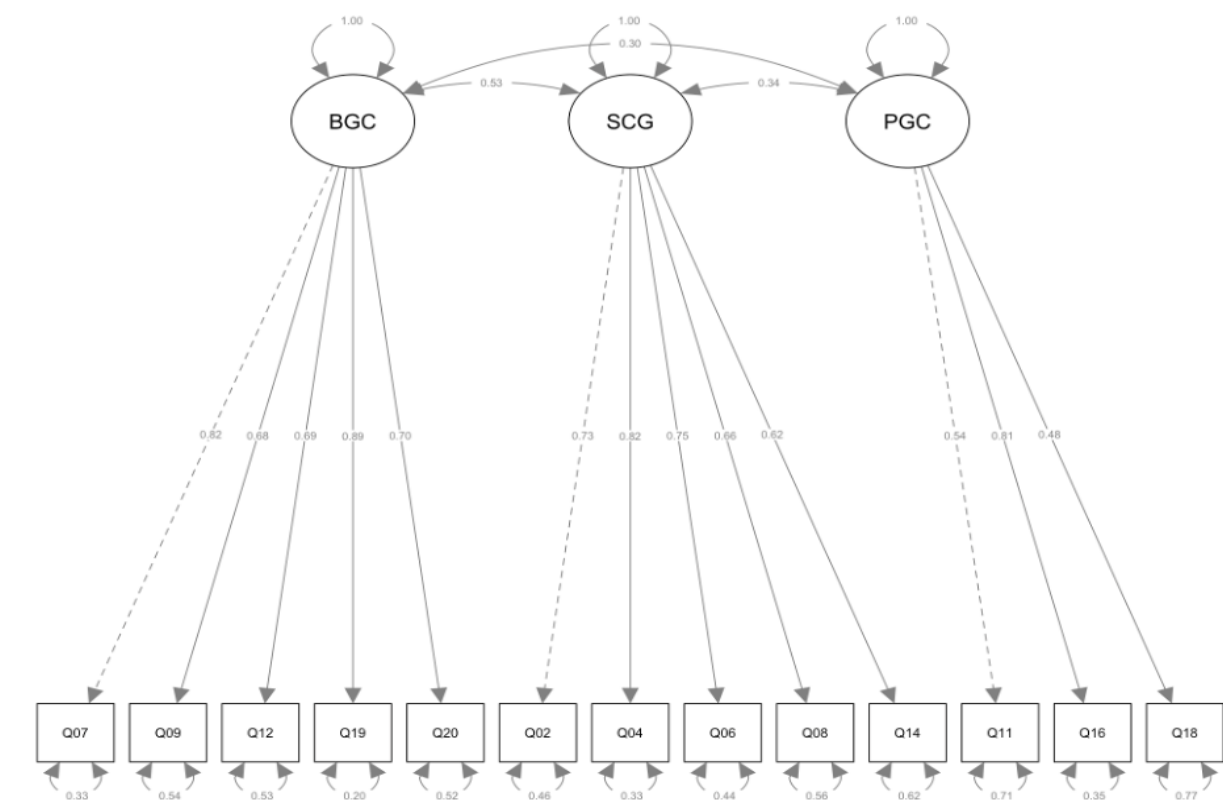 1.00 1.00 1.00
0.30
0.53 0.34
BGC SCG PGC
0.82 0.68 0.69 0.89 0.70 0.73 0.82 0.75 0.66 0.62 0.54 0.81 0.48
Q07 Q09 Q12 Q19 Q20 Q02 Q04 Q06 Q08 Q14 Q11 Q16 Q18
0.33 0.54 0.53 0.20 0.52 0.46 0.33 0.44 0.56 0.62 0.71 0.35 0.77